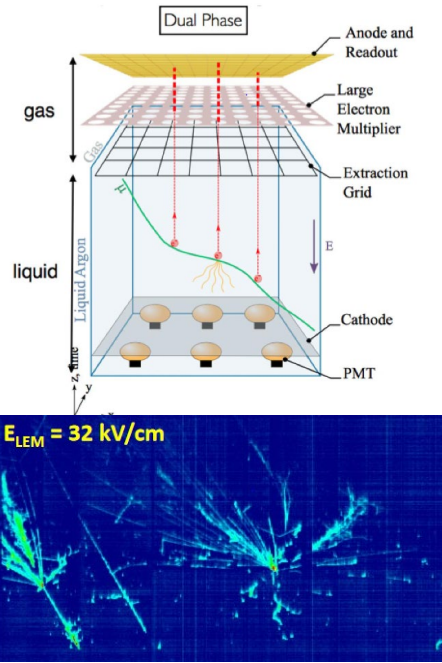 Dual Phase
Anode and
Readout
gas
Large
Electron
Multiplier
Gas
Extraction
Grid
μ
E
liquid
Liquid Argon
Cathode
PMT
z, time
y
E_LEM = 32 kV/cm